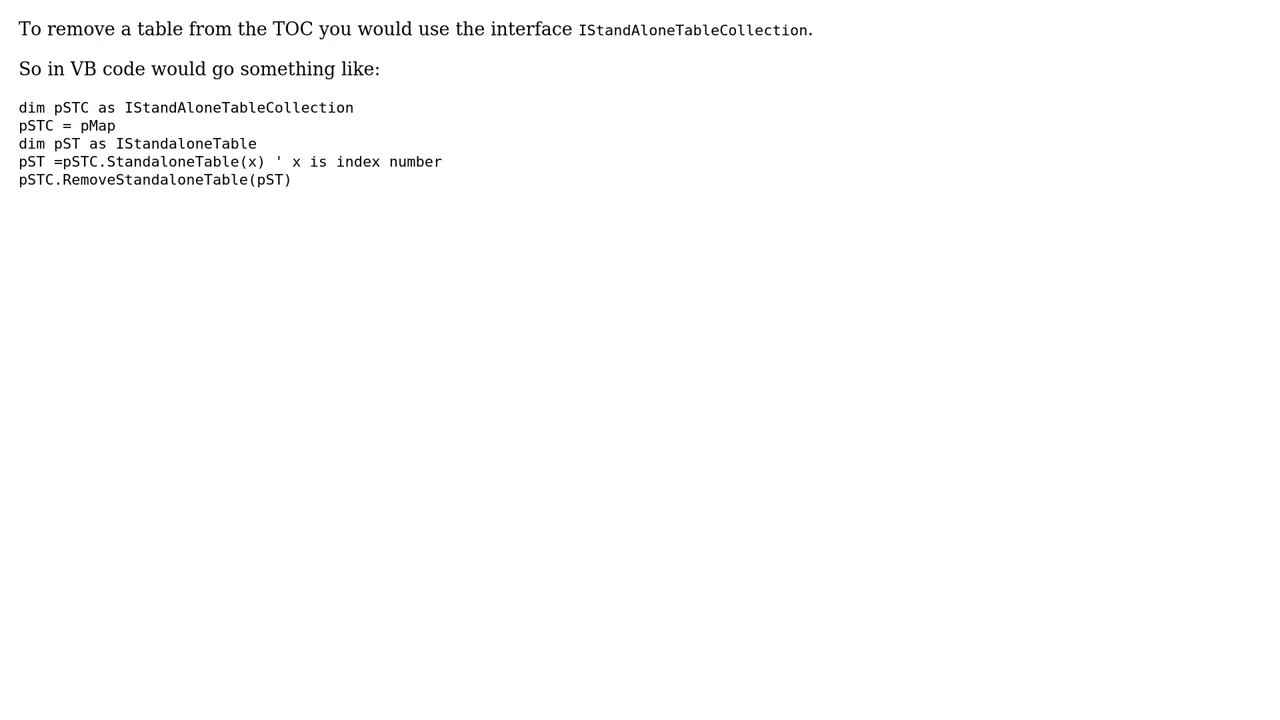 To remove a table from the TOC you would use the interface IStandAloneTableCollection.
So in VB code would go something like:
dim pSTC as IStandAloneTableCollection
pSTC = pMap
dim pST as IStandaloneTable
pST =pSTC.StandaloneTable(x) ' x is index number
pSTC.RemoveStandaloneTable(pST)